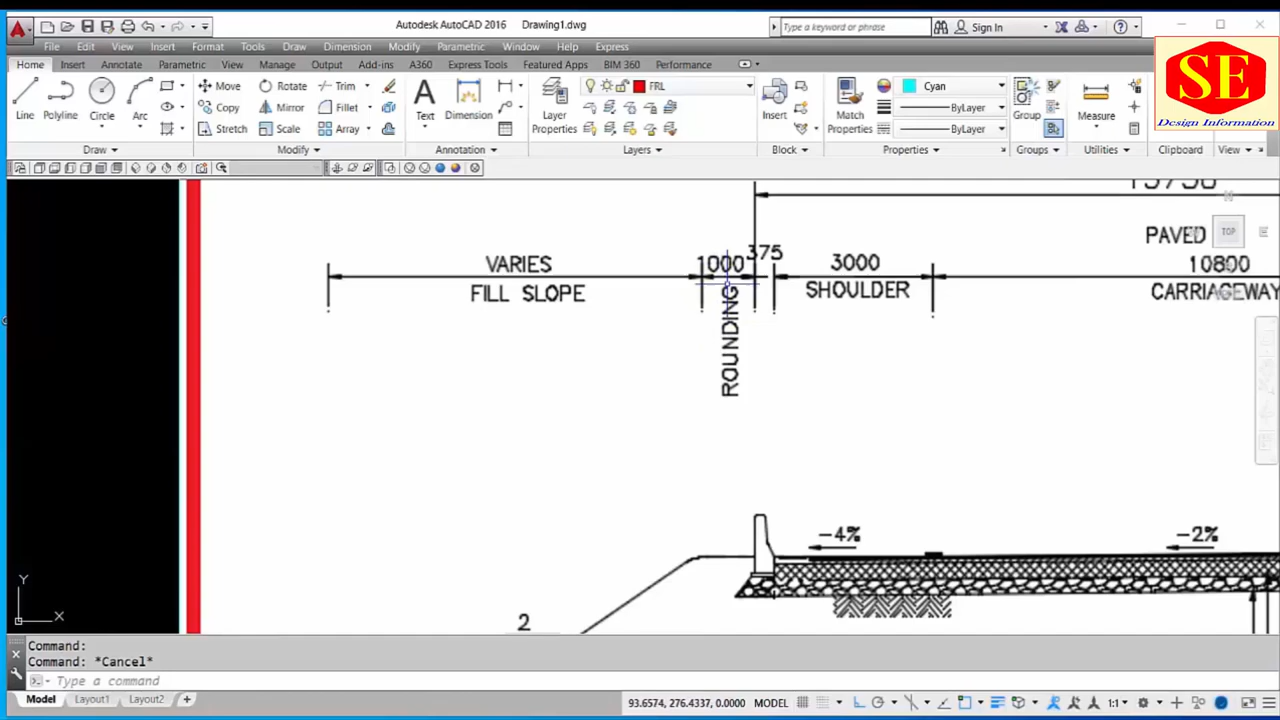 Autodesk AutoCAD 2016 Drawing1.dwg
Type a keyword or phrase
Sign In
File Edit View Insert Format Tools Draw Dimension Modify Parametric Window Help Express
Home Insert Annotate Parametric View Manage Output Add-ins A360 Express Tools Featured Apps BIM 360 Performance
SE
Design Information
Line Polyline Circle Arc
Move Rotate Trim
Copy Mirror Fillet
Stretch Scale Array
Text Dimension
Layer Properties
FRL
Insert
Match Properties
Cyan
ByLayer
ByLayer
Group
Measure
Draw Modify Annotation Layers Block Properties Groups Utilities Clipboard View
PAVED
TOP
VARIES
FILL SLOPE
1000
375
ROUNDING
3000
SHOULDER
10800
CARRIAGEWAY
-4%
-2%
2
Y
X
Command:
Command: *Cancel*
Type a command
Model Layout1 Layout2 +
93.6574, 276.4337, 0.0000 MODEL
1:1